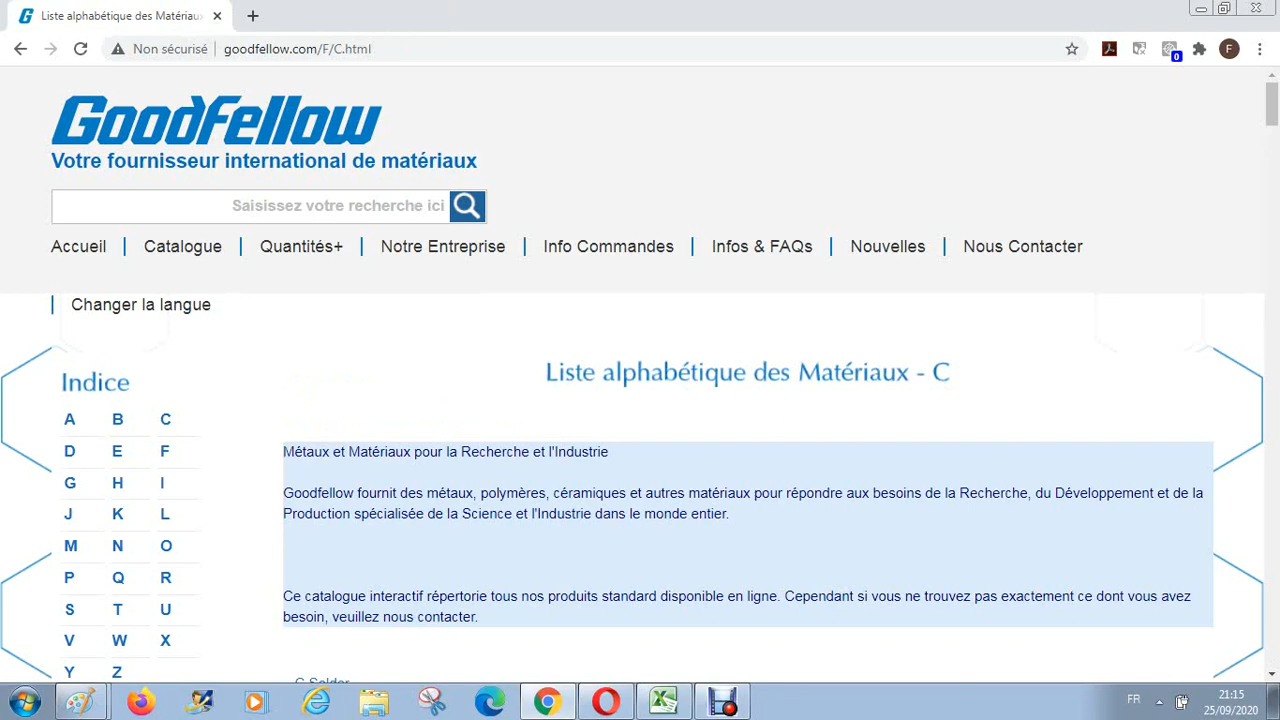 Liste alphabétique des Matériau
Non sécurisé
goodfellow.com/F/C.html
F
0
GoodFellow
Votre fournisseur international de matériaux
Saisissez votre recherche ici
Accueil | Catalogue | Quantités+ | Notre Entreprise | Info Commandes | Infos & FAQs | Nouvelles | Nous Contacter
| Changer la langue
Indice
A B C
D E F
G H I
J K L
M N O
P Q R
S T U
V W X
Y Z
Liste alphabétique des Matériaux - C
Métaux et Matériaux pour la Recherche et l'Industrie
Goodfellow fournit des métaux, polymères, céramiques et autres matériaux pour répondre aux besoins de la Recherche, du Développement et de la
Production spécialisée de la Science et l'Industrie dans le monde entier.
Ce catalogue interactif répertorie tous nos produits standard disponible en ligne. Cependant si vous ne trouvez pas exactement ce dont vous avez
besoin, veuillez nous contacter.
C Solder
FR
21:15
25/09/2020